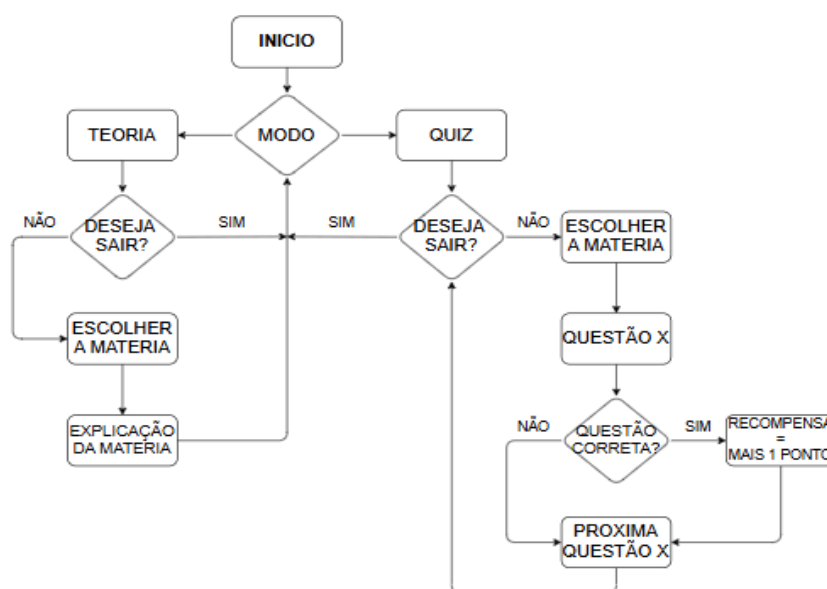 INICIO
TEORIA
MODO
QUIZ
NÃO
DESEJA
SAIR?
SIM
SIM
DESEJA
SAIR?
NÃO
ESCOLHER
A MATERIA
ESCOLHER
A MATERIA
QUESTÃO X
EXPLICAÇÃO
DA MATERIA
NÃO
QUESTÃO
CORRETA?
SIM
RECOMPENSA
=
MAIS 1 PONTO
PROXIMA
QUESTÃO X